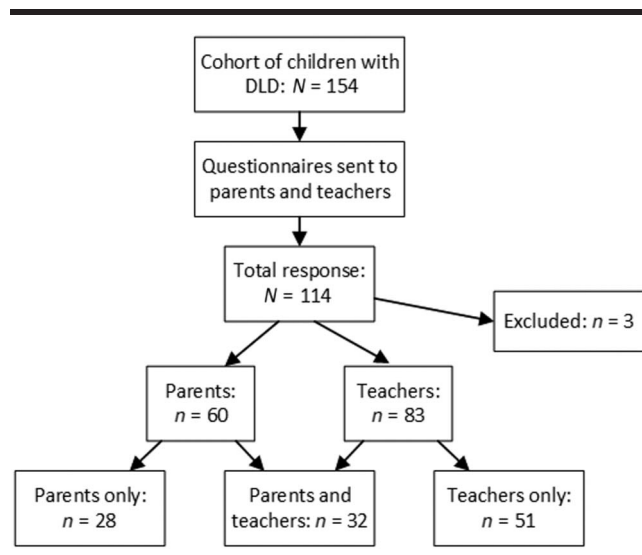 Cohort of children with
DLD: N = 154
Questionnaires sent to
parents and teachers
Total response:
N = 114
Excluded: n = 3
Parents:
n = 60
Teachers:
n = 83
Parents only:
n = 28
Parents and
teachers: n = 32
Teachers only:
n = 51